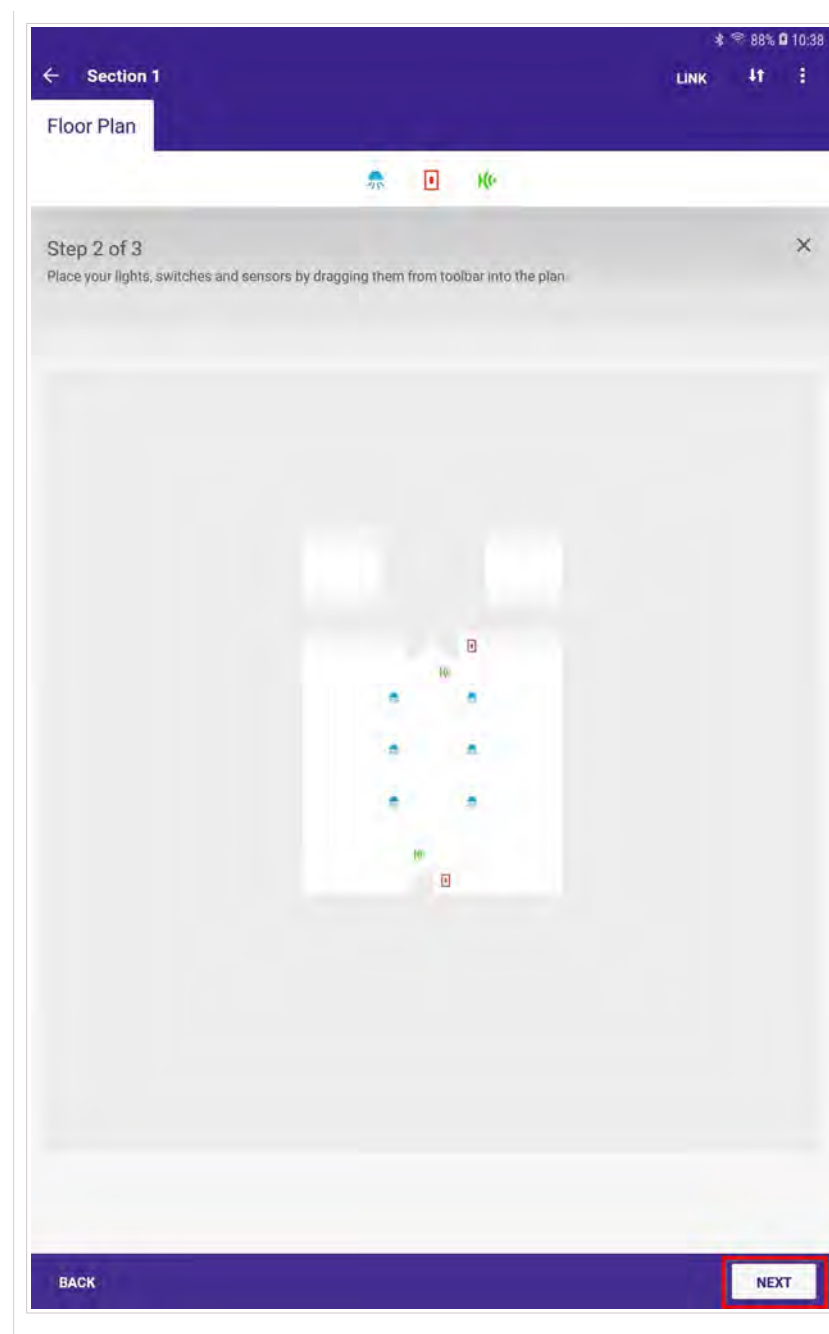 88% 10:38
Section 1
LINK
Floor Plan
Step 2 of 3
Place your lights, switches and sensors by dragging them from toolbar into the plan
BACK
NEXT